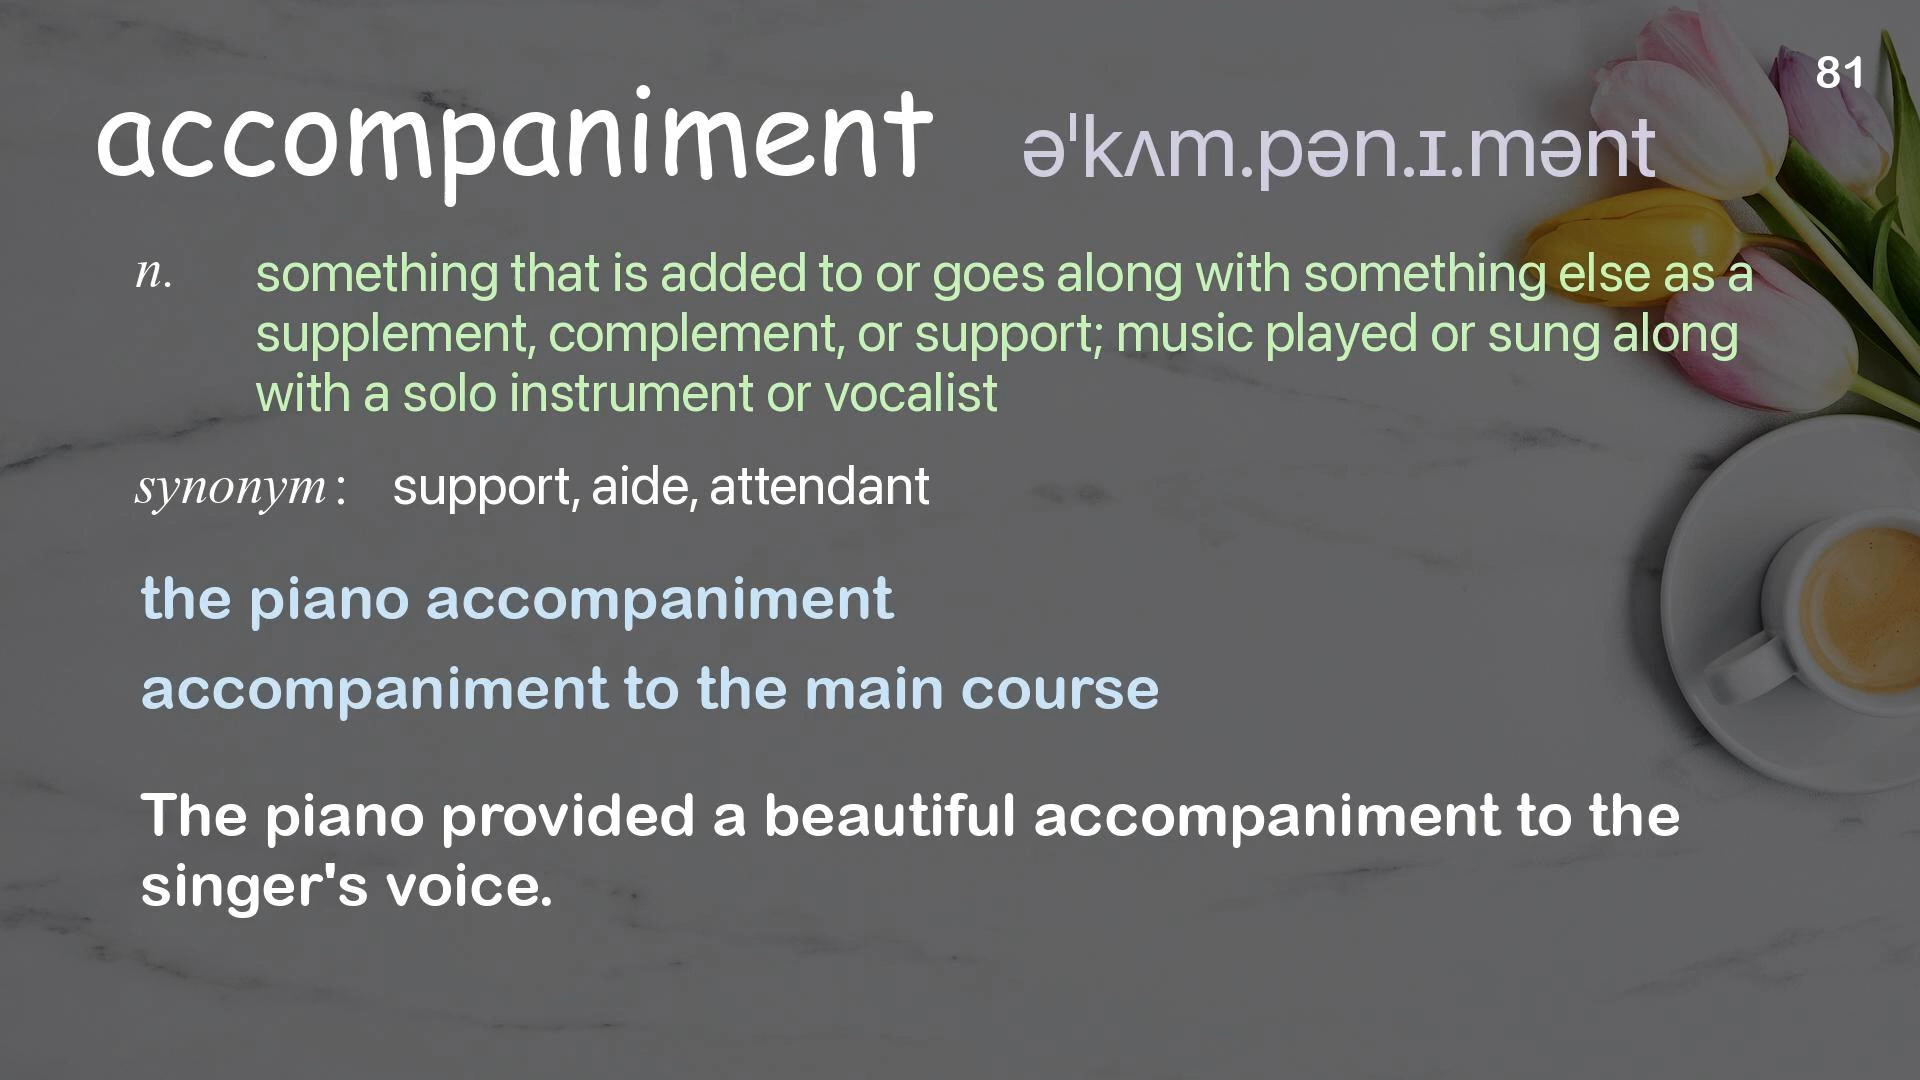 81
accompaniment əˈkʌm.pən.ɪ.mənt
n. something that is added to or goes along with something else as a
supplement, complement, or support; music played or sung along
with a solo instrument or vocalist
synonym: support, aide, attendant
the piano accompaniment
accompaniment to the main course
The piano provided a beautiful accompaniment to the
singer's voice.